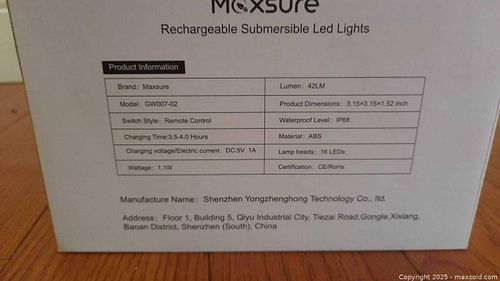 Maxsure
Rechargeable Submersible Led Lights
Product Information
Brand: Maxsure
Lumen: 42LM
Model: GW007-02
Product Dimensions: 3.15×3.15×1.52 inch
Switch Style: Remote Control
Waterproof Level: IP68
Charging Time:3.5-4.0 Hours
Material: ABS
Charging voltage/Electric current: DC:5V 1A
Lamp beads: 16 LEDs
Wattage: 1.1W
Certification: CE/RoHs
Manufacture Name: Shenzhen Yongzhenghong Technology Co., ltd.
Address: Floor 1, Building 5, Qiyu Industrial City, Tiezai Road,Gongle,Xixiang,
Baoan District, Shenzhen (South), China
Copyright 2025 - maxsold.com